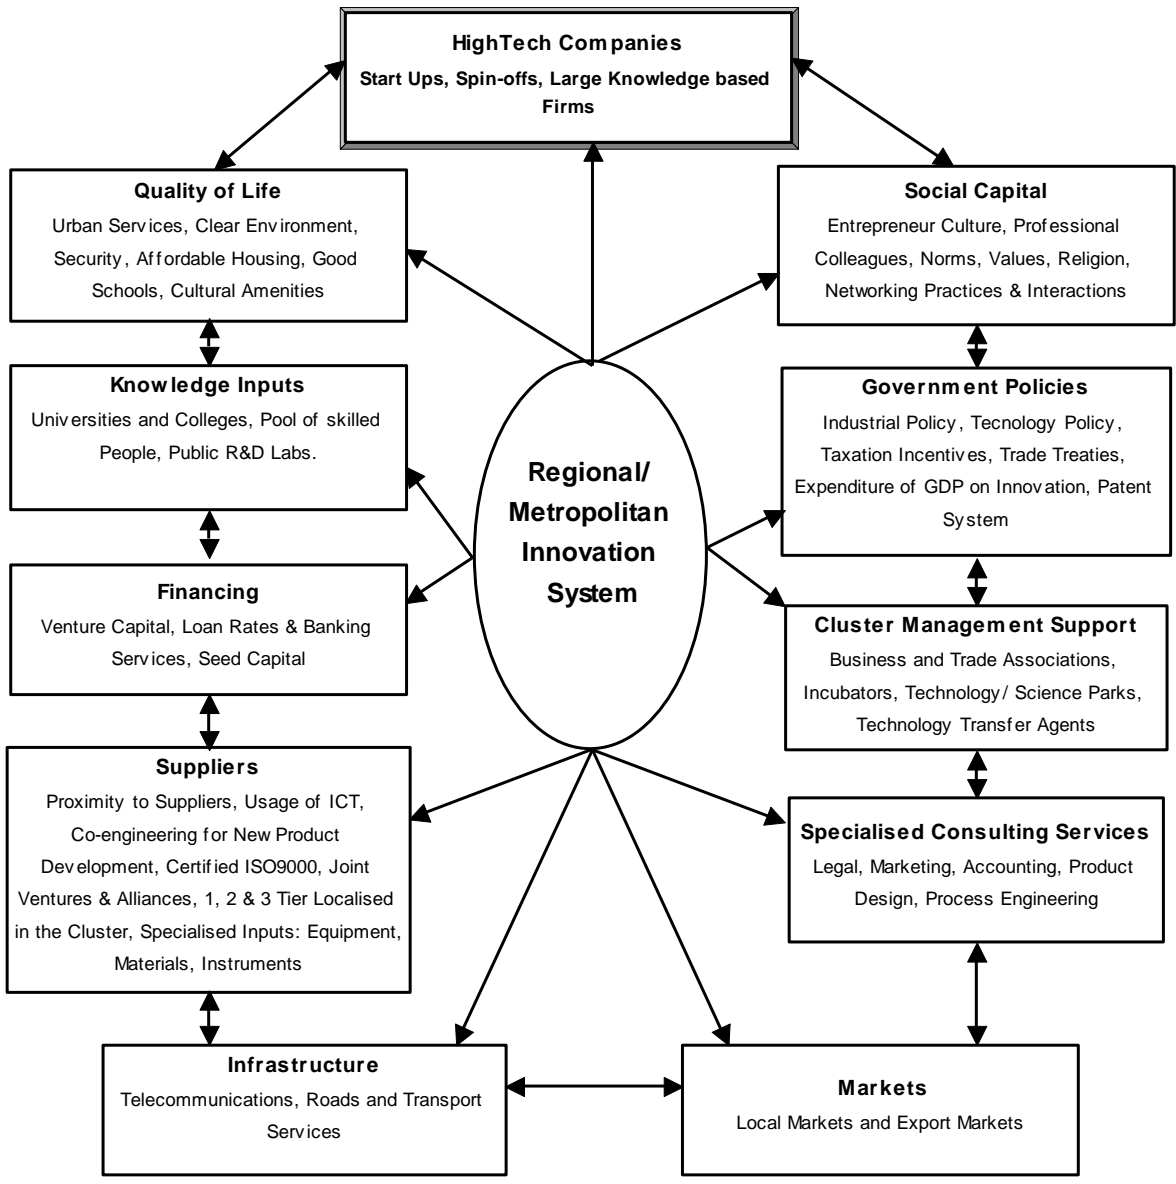 HighTech Companies
Start Ups, Spin-offs, Large Knowledge based
Firms
Quality of Life
Urban Services, Clear Environment,
Security, Affordable Housing, Good
Schools, Cultural Amenities
Social Capital
Entrepreneur Culture, Professional
Colleagues, Norms, Values, Religion,
Networking Practices & Interactions
Knowledge Inputs
Universities and Colleges, Pool of skilled
People, Public R&D Labs.
Government Policies
Industrial Policy, Tecnology Policy,
Taxation Incentives, Trade Treaties,
Expenditure of GDP on Innovation, Patent
System
Regional/
Metropolitan
Innovation
System
Financing
Venture Capital, Loan Rates & Banking
Services, Seed Capital
Cluster Management Support
Business and Trade Associations,
Incubators, Technology/ Science Parks,
Technology Transfer Agents
Suppliers
Proximity to Suppliers, Usage of ICT,
Co-engineering for New Product
Development, Certified ISO9000, Joint
Ventures & Alliances, 1, 2 & 3 Tier Localised
in the Cluster, Specialised Inputs: Equipment,
Materials, Instruments
Specialised Consulting Services
Legal, Marketing, Accounting, Product
Design, Process Engineering
Infrastructure
Telecommunications, Roads and Transport
Services
Markets
Local Markets and Export Markets